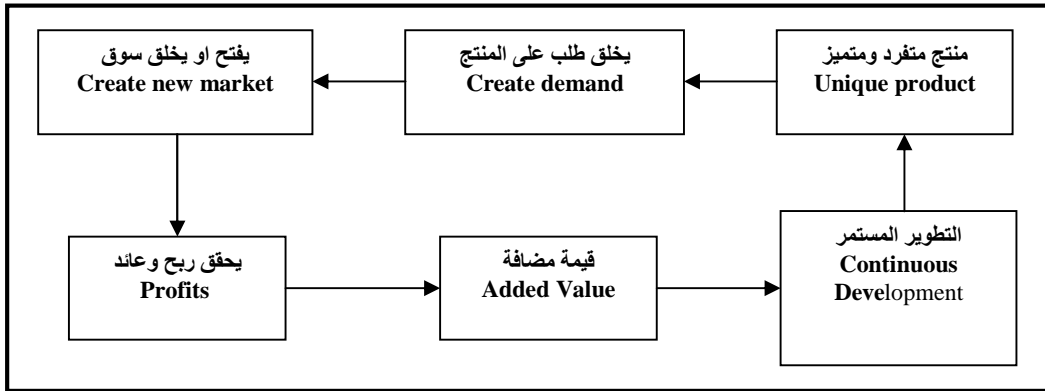 منتج متفرد ومتميز
Unique product
يخلق طلب على المنتج
Create demand
يفتح او يخلق سوق
Create new market
يحقق ربح وعائد
Profits
قيمة مضافة
Added Value
التطوير المستمر
Continuous
Development